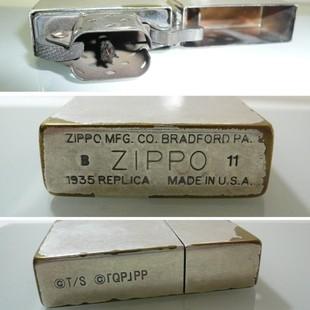 ZIPPO MFG. CO. BRADFORD PA.
B ZIPPO 11
1935 REPLICA MADE IN U.S.A.
©T/S ©